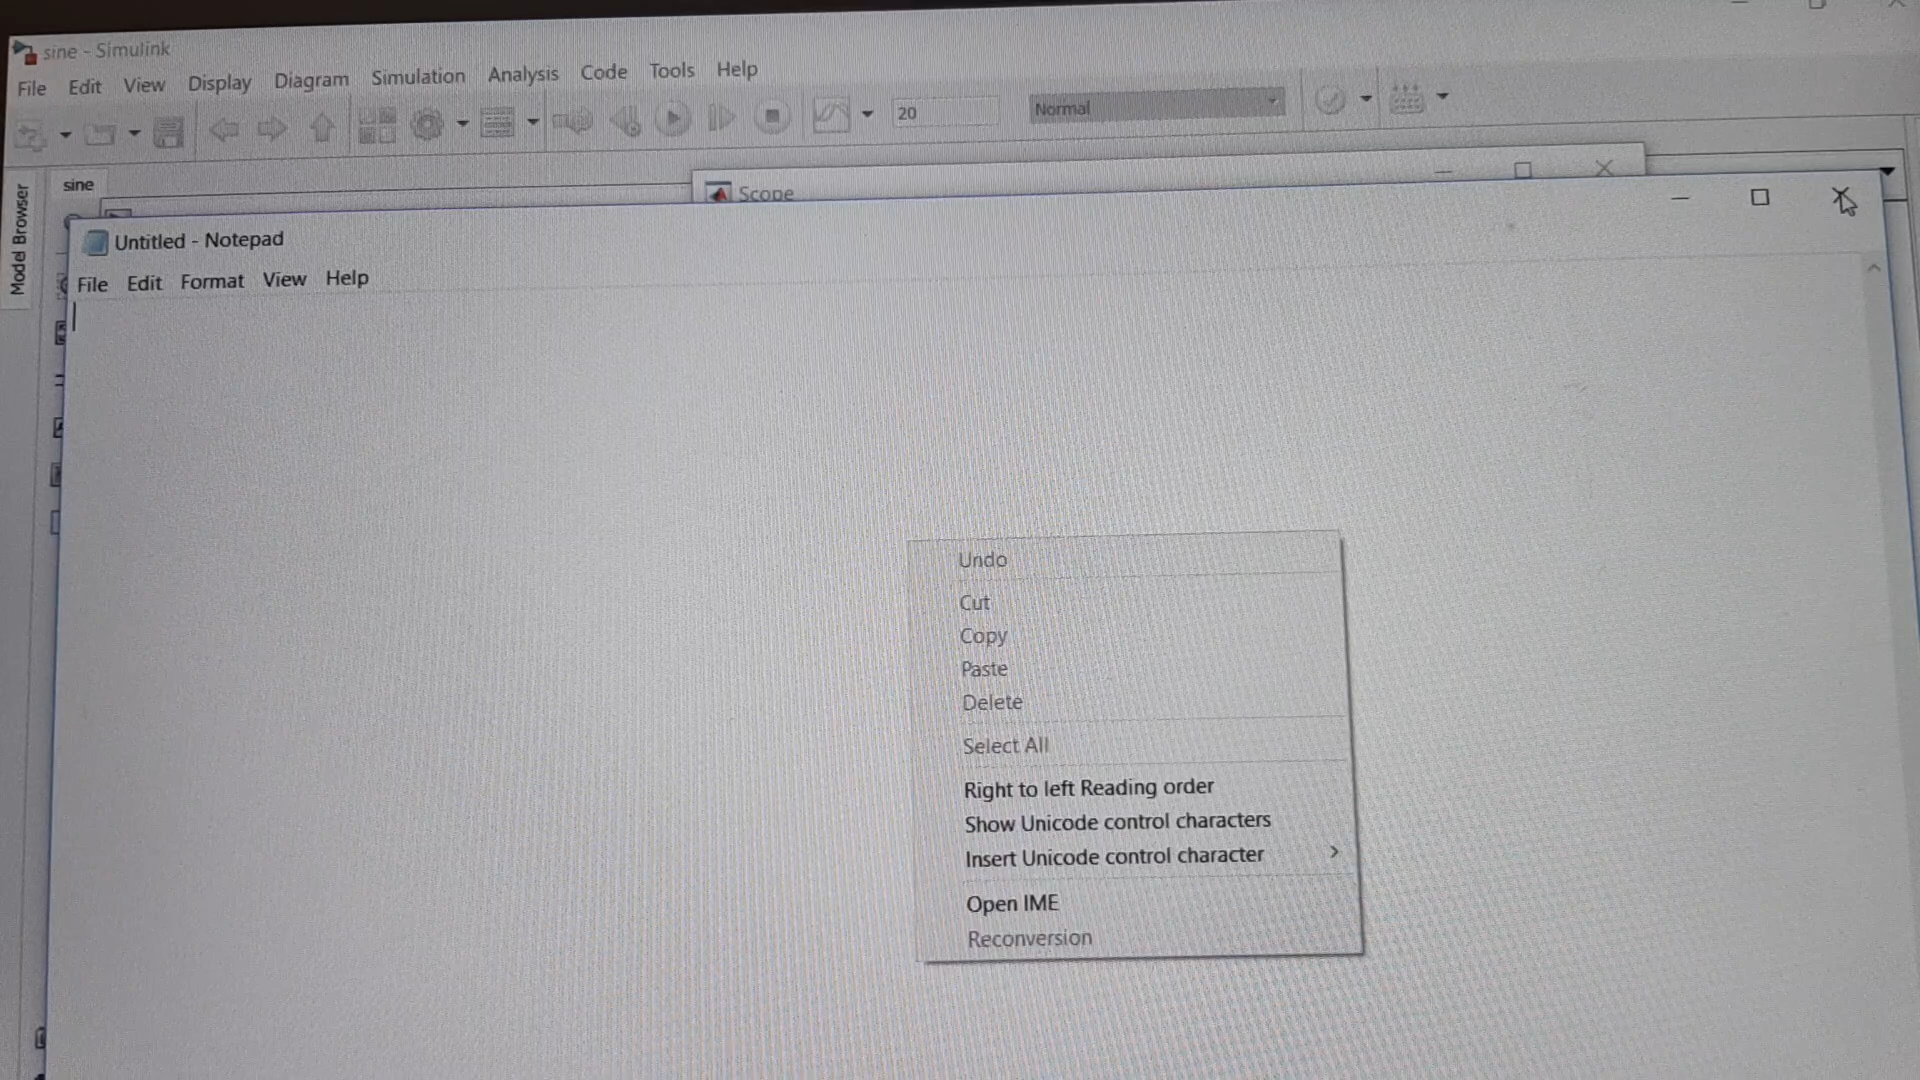 sine - Simulink
File Edit View Display Diagram Simulation Analysis Code Tools Help
20 Normal
Model Browser
sine
Scope
Untitled - Notepad
File Edit Format View Help
Undo
Cut
Copy
Paste
Delete
Select All
Right to left Reading order
Show Unicode control characters
Insert Unicode control character
Open IME
Reconversion